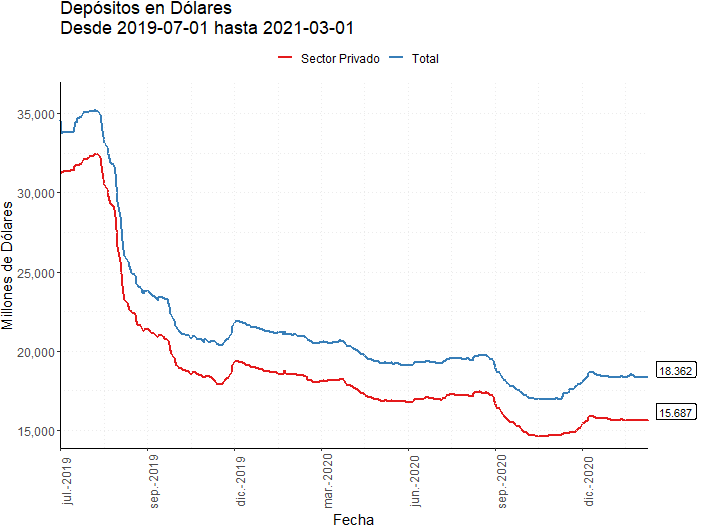 Depósitos en Dólares
Desde 2019-07-01 hasta 2021-03-01
Sector Privado
Total
Millones de Dólares
35,000
30,000
25,000
20,000
15,000
18.362
15.687
jul.-2019
sep.-2019
dic.-2019
mar.-2020
jun.-2020
sep.-2020
dic.-2020
Fecha